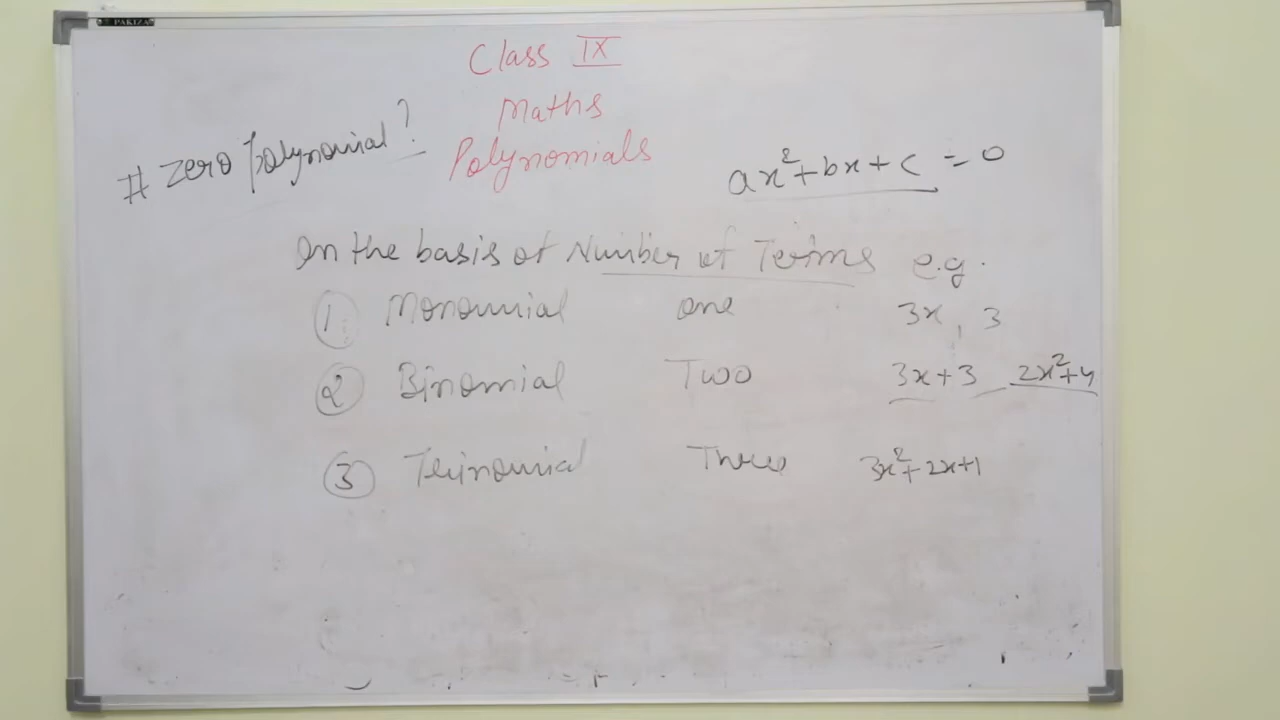 PAKIZA
Class IX
Maths
Polynomials
# Zero polynomial?
ax²+bx+c = 0
On the basis of Number of Terms e.g.
① Monomial one 3x, 3
② Binomial Two 3x+3 2x²+4
③ Trinomial Three 3x²+2x+1